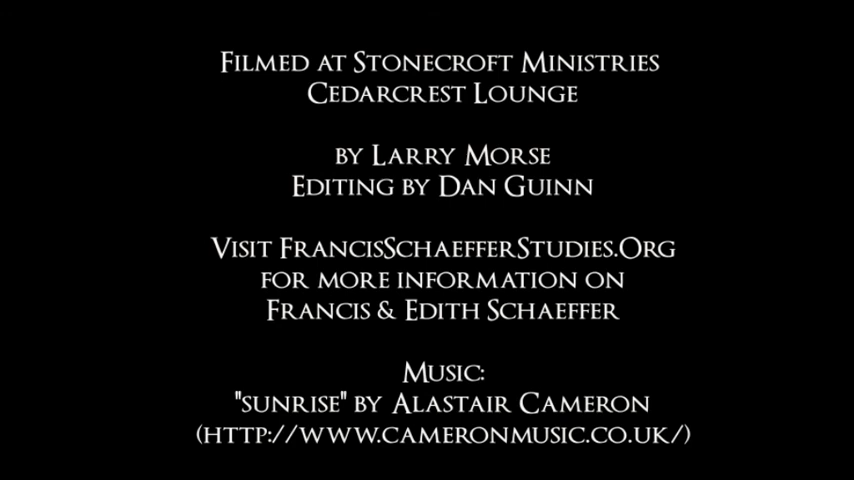 Filmed at Stonecroft Ministries
Cedarcrest Lounge
by Larry Morse
Editing by Dan Guinn
Visit FrancisSchaefferStudies.Org
for more information on
Francis & Edith Schaeffer
Music:
"sunrise" by Alastair Cameron
(http://www.cameronmusic.co.uk/)